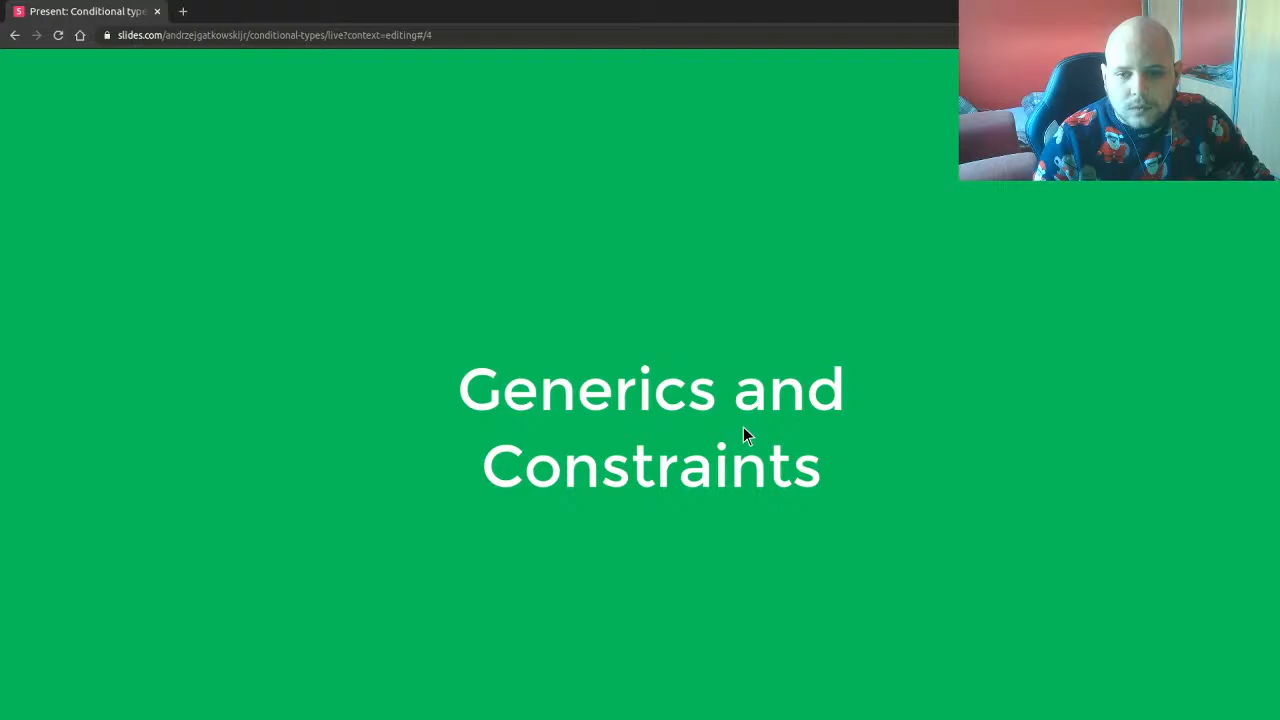 Present: Conditional type
slides.com/andrzejgatkowskijr/conditional-types/live?context=editing#/4
Generics and
Constraints